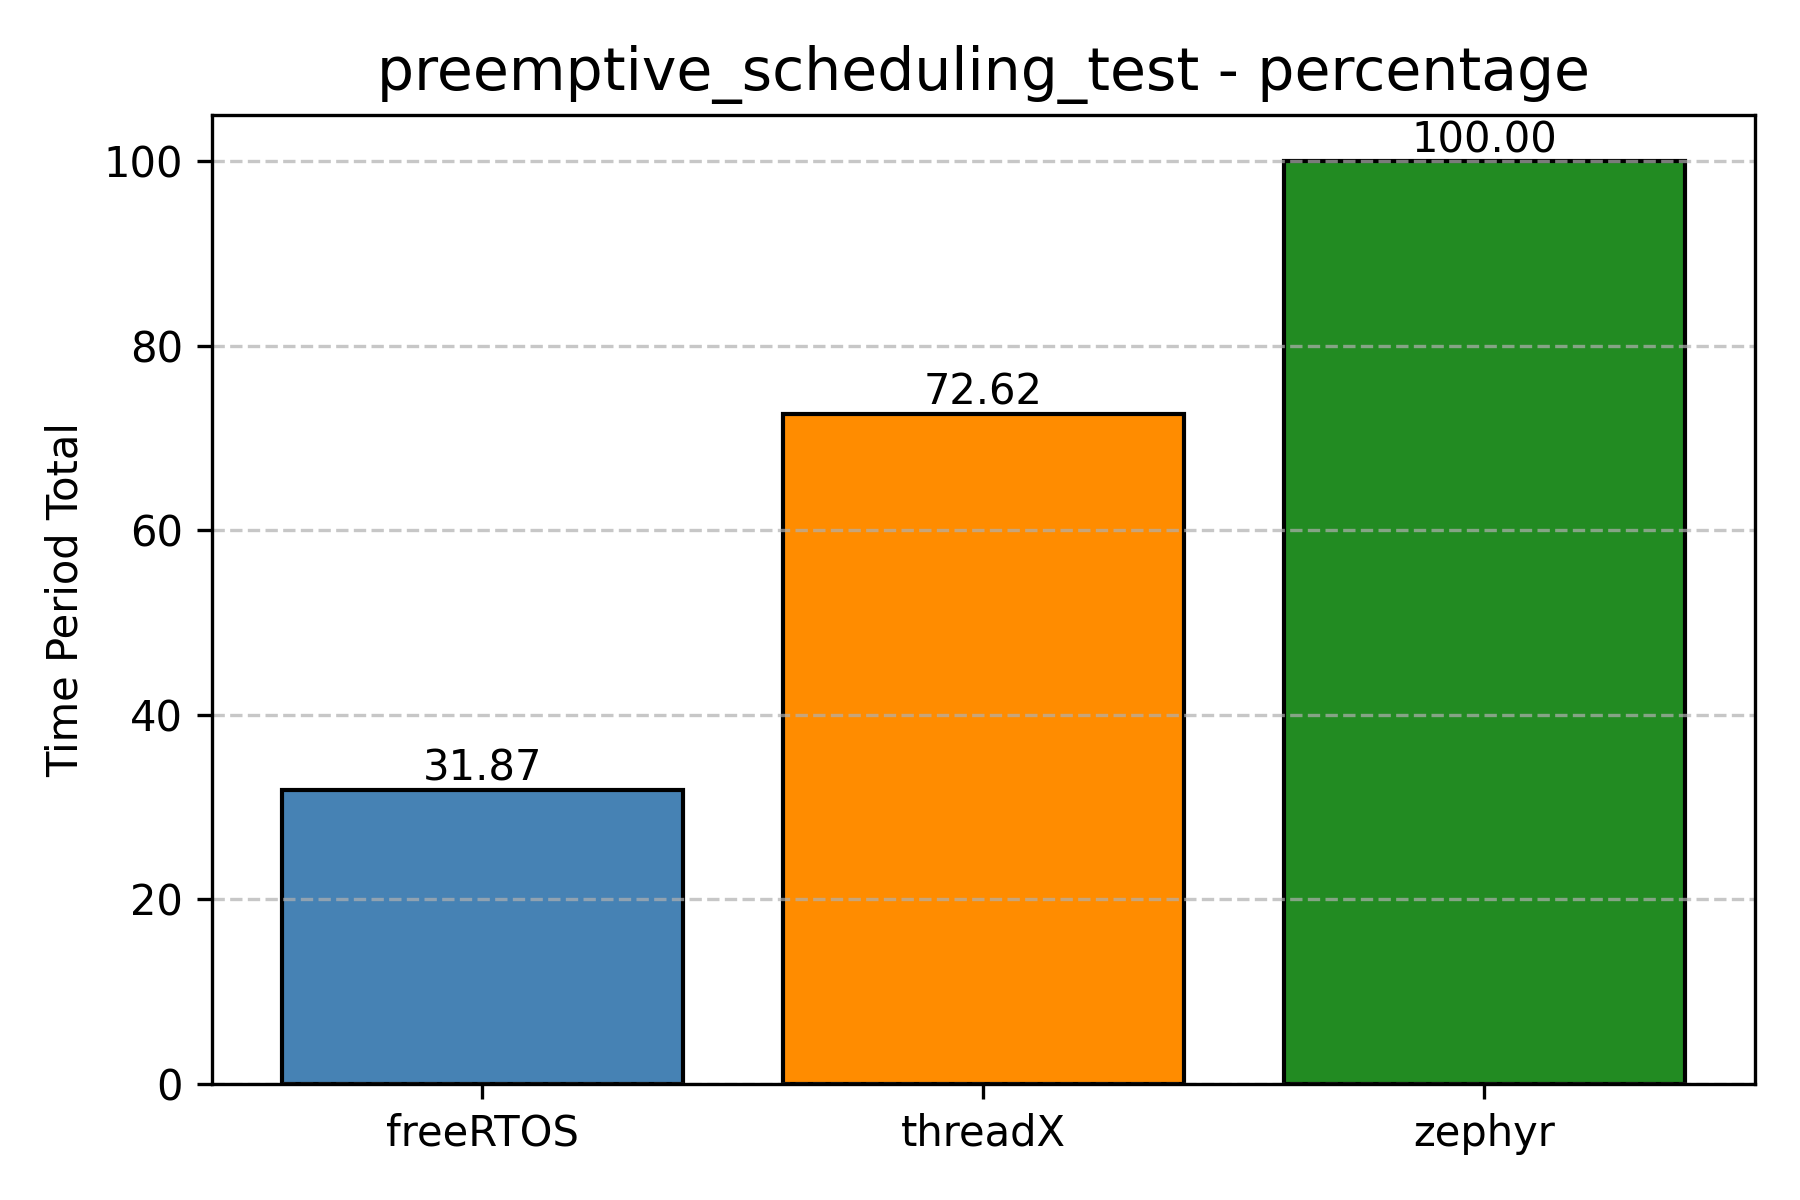 preemptive_scheduling_test - percentage
Time Period Total
100
80
60
40
20
0
31.87
72.62
100.00
freeRTOS
threadX
zephyr